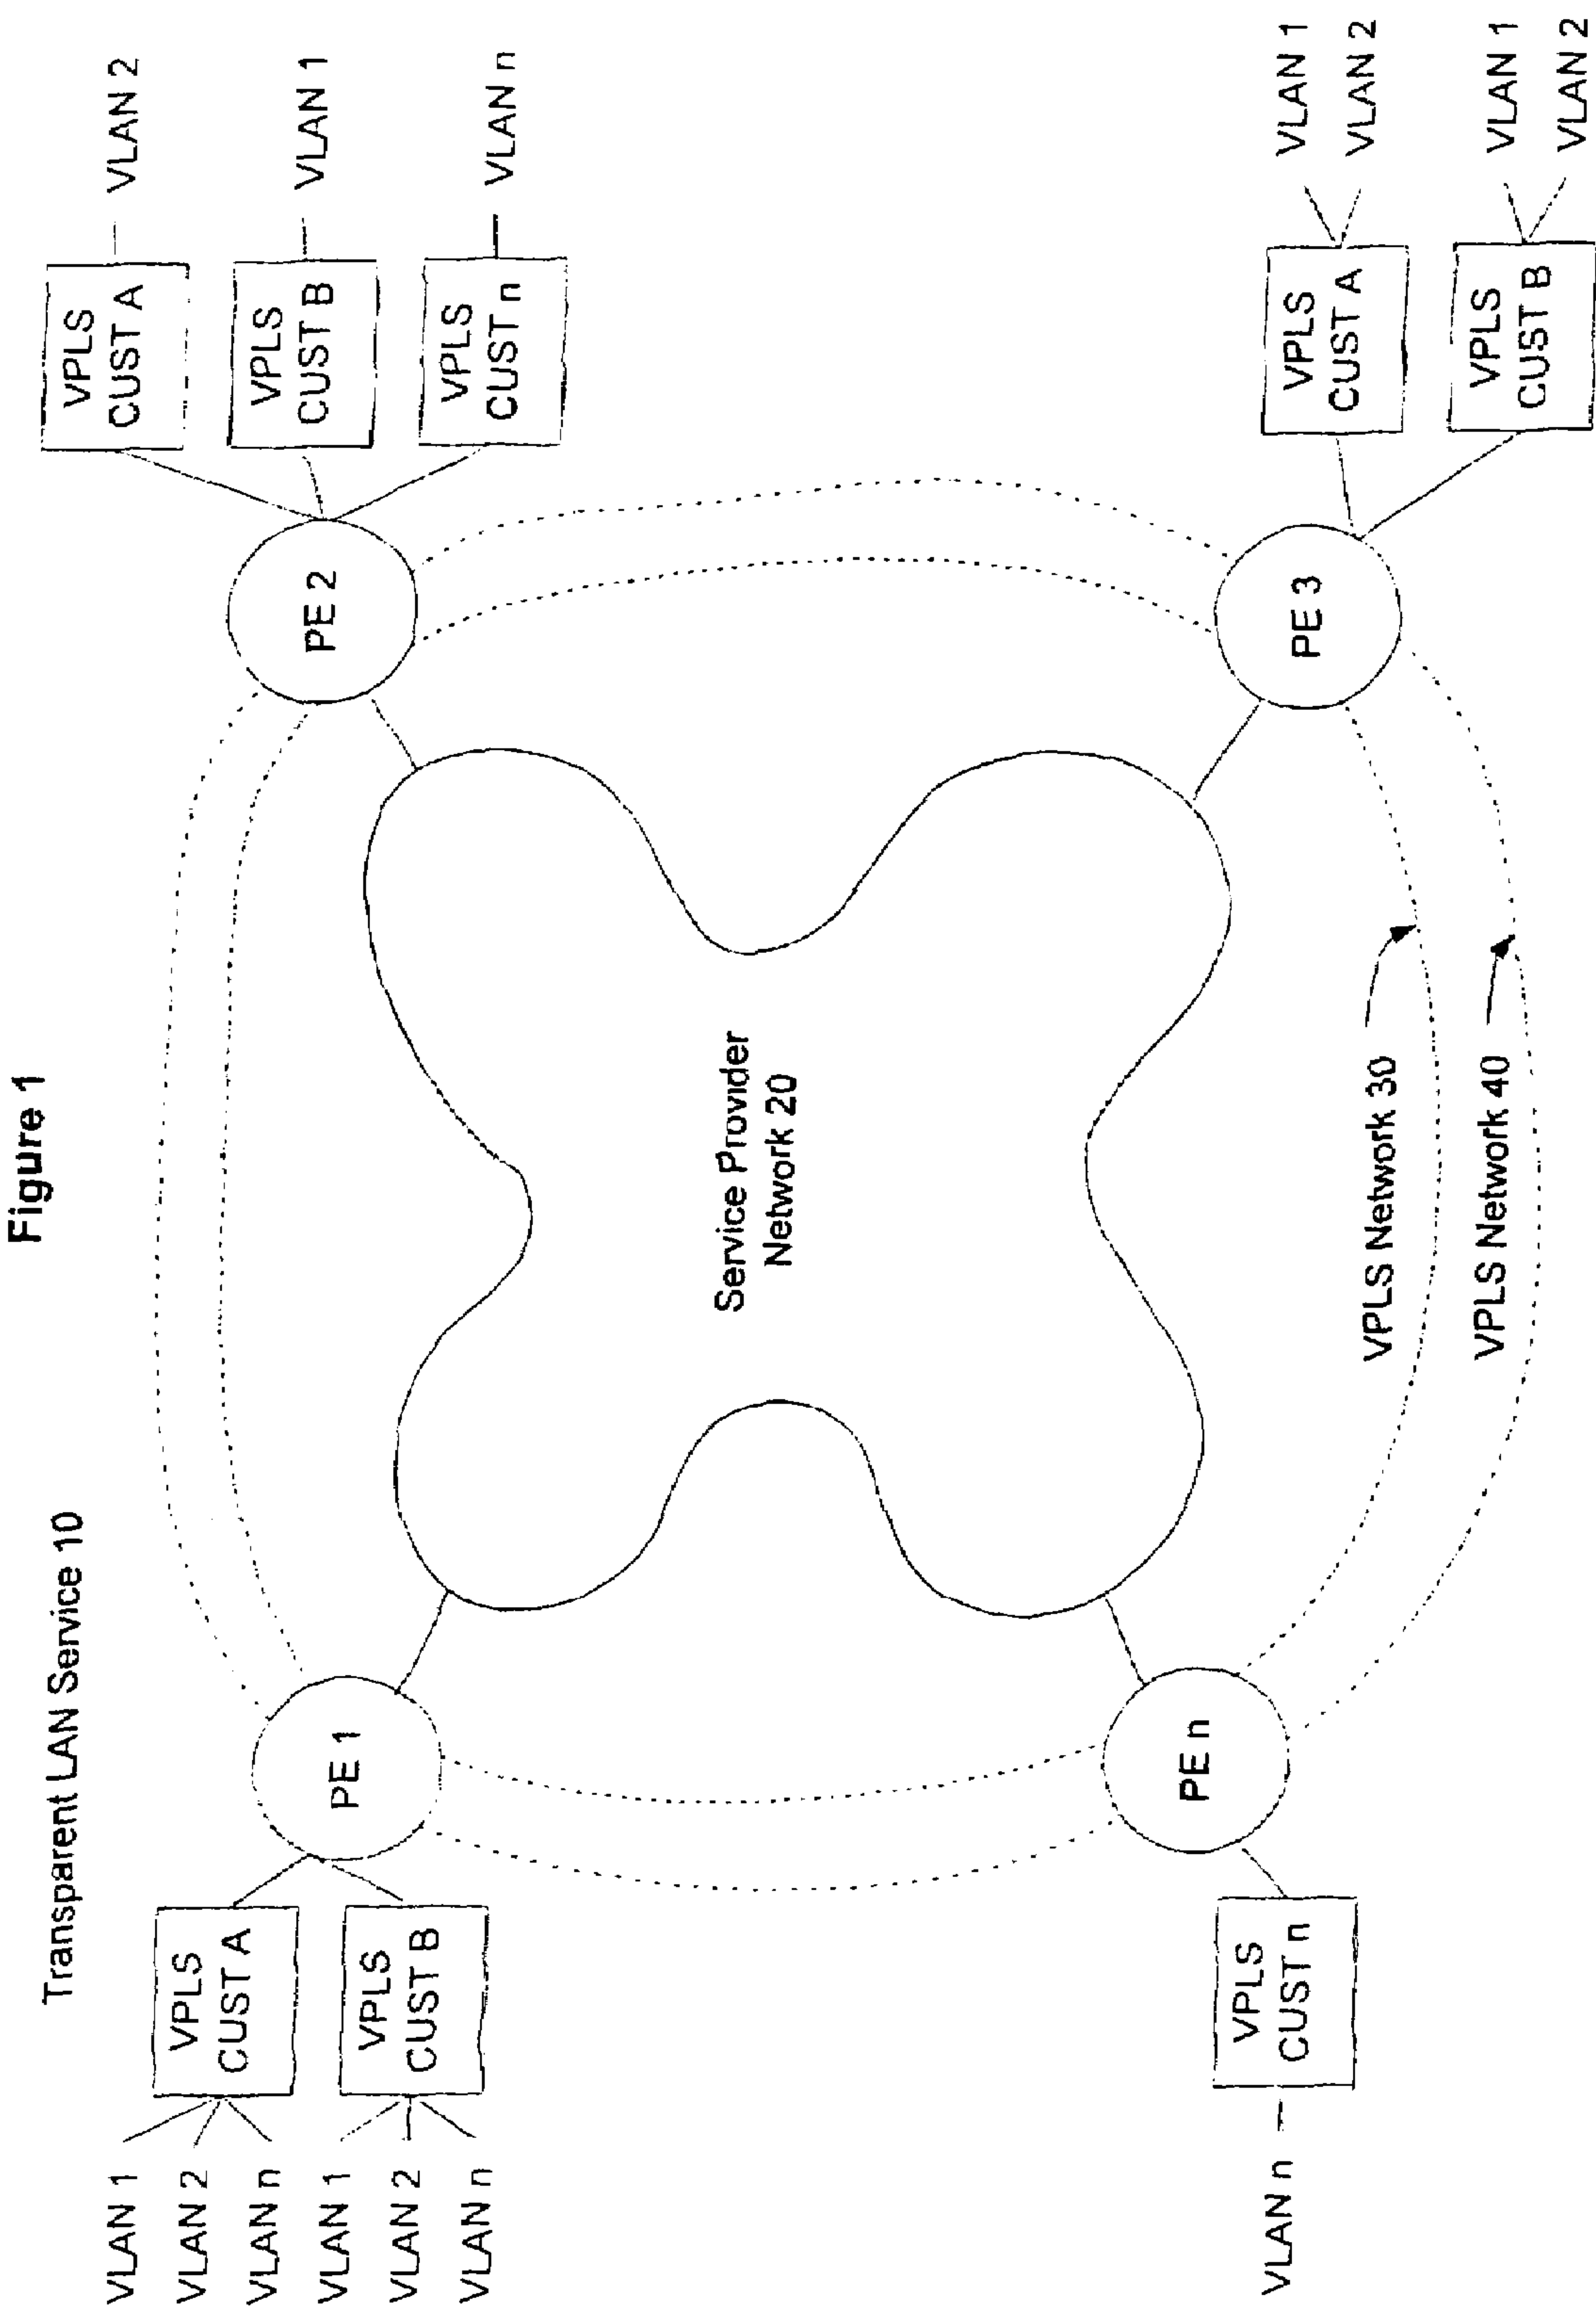 Figure 1
Transparent LAN Service 10
VLAN 1
VLAN 2
VLAN n
VPLS
CUST A
VLAN 1
VLAN 2
VLAN n
VPLS
CUST B
PE 1
PE 2
VPLS
CUST A
VLAN 2
VPLS
CUST B
VLAN 1
VPLS
CUST n
VLAN n
Service Provider
Network 20
VLAN n
VPLS
CUST n
PE n
PE 3
VPLS
CUST A
VLAN 1
VLAN 2
VPLS
CUST B
VLAN 1
VLAN 2
VPLS Network 30
VPLS Network 40